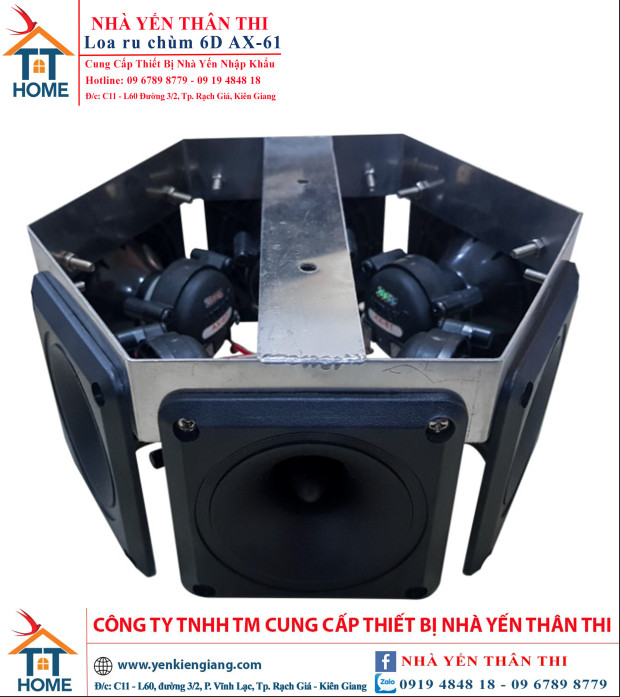 NHÀ YẾN THÂN THI
Loa ru chùm 6D AX-61
Cung Cấp Thiết Bị Nhà Yến Nhập Khẩu
Hotline: 09 6789 8779 - 09 19 4848 18
Đ/c: C11 - L60 Đường 3/2, Tp. Rạch Giá, Kiên Giang
TT
HOME
CÔNG TY TNHH TM CUNG CẤP THIẾT BỊ NHÀ YẾN THÂN THI
TT
HOME
www.yenkiengiang.com
f NHÀ YẾN THÂN THI
Đ/c: C11 - L60, đường 3/2, P. Vĩnh Lạc, Tp. Rạch Giá - Kiên Giang
Zalo 0919 4848 18 - 09 6789 8779